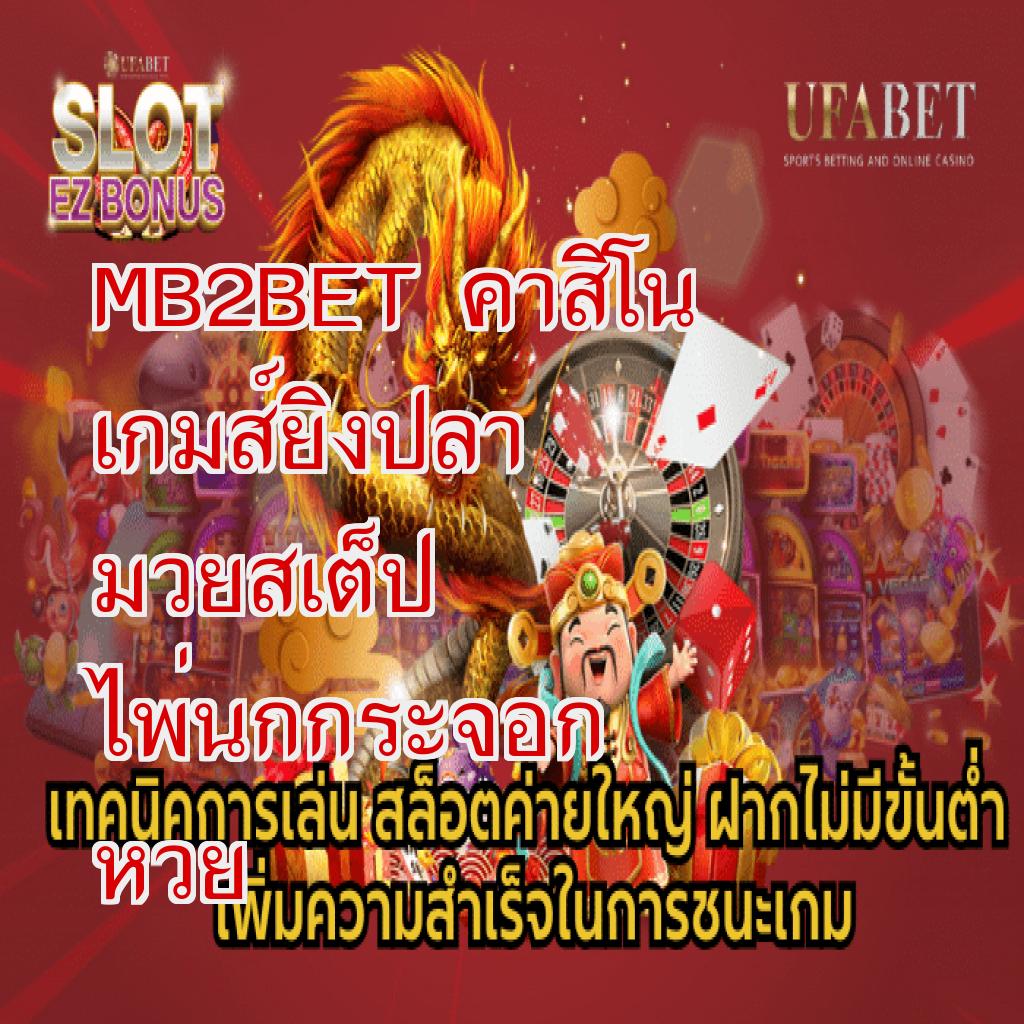 UFABET
SLOT
EZ BONUS
UFABET
SPORTS BETTING AND ONLINE CASINO
MB2BET คาสิโน
เกมส์ยิงปลา
มวยสเต็ป
ไพ่นกกระจอก
เทคนิคการเล่น สล็อตค่ายใหญ่ ฝากไม่มีขั้นต่ำ
หวย
เพิ่มความสำเร็จในการชนะเกม